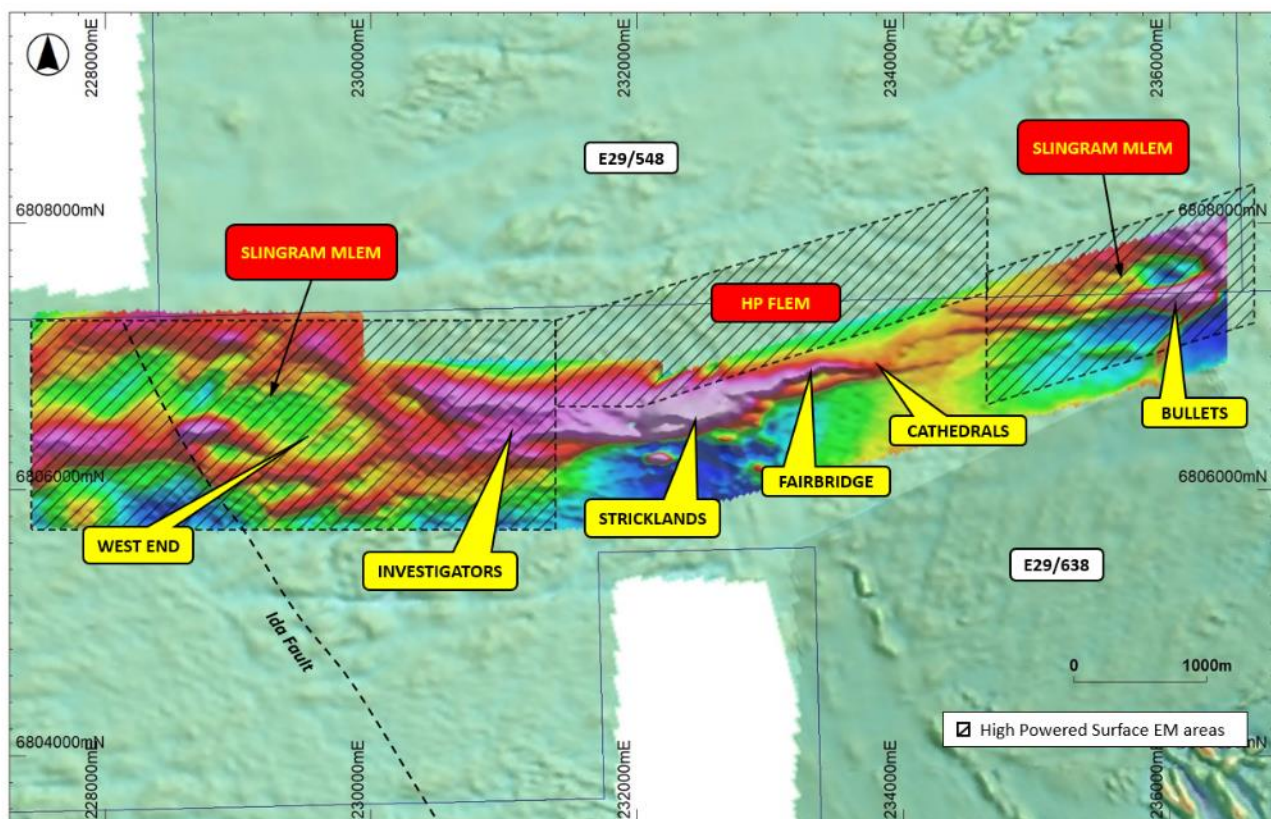 228000mE
230000mE
232000mE
234000mE
236000mE
E29/548
SLINGRAM MLEM
6808000mN
6808000mN
SLINGRAM MLEM
HP FLEM
BULLETS
CATHEDRALS
FAIRBRIDGE
6806000mN
6806000mN
STRICKLANDS
WEST END
INVESTIGATORS
E29/638
Ida Fault
0 1000m
High Powered Surface EM areas
6804000mN
mN
228000mE
230000mE
232000mE
234000mE
236000mE